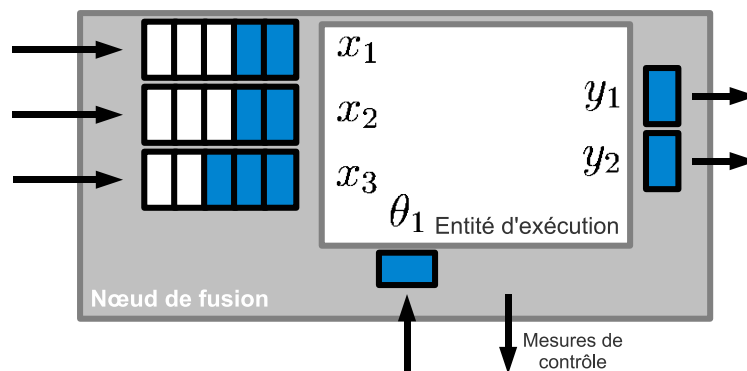 x₁
x₂
x₃
y₁
y₂
θ₁
Entité d'exécution
Nœud de fusion
Mesures de
contrôle